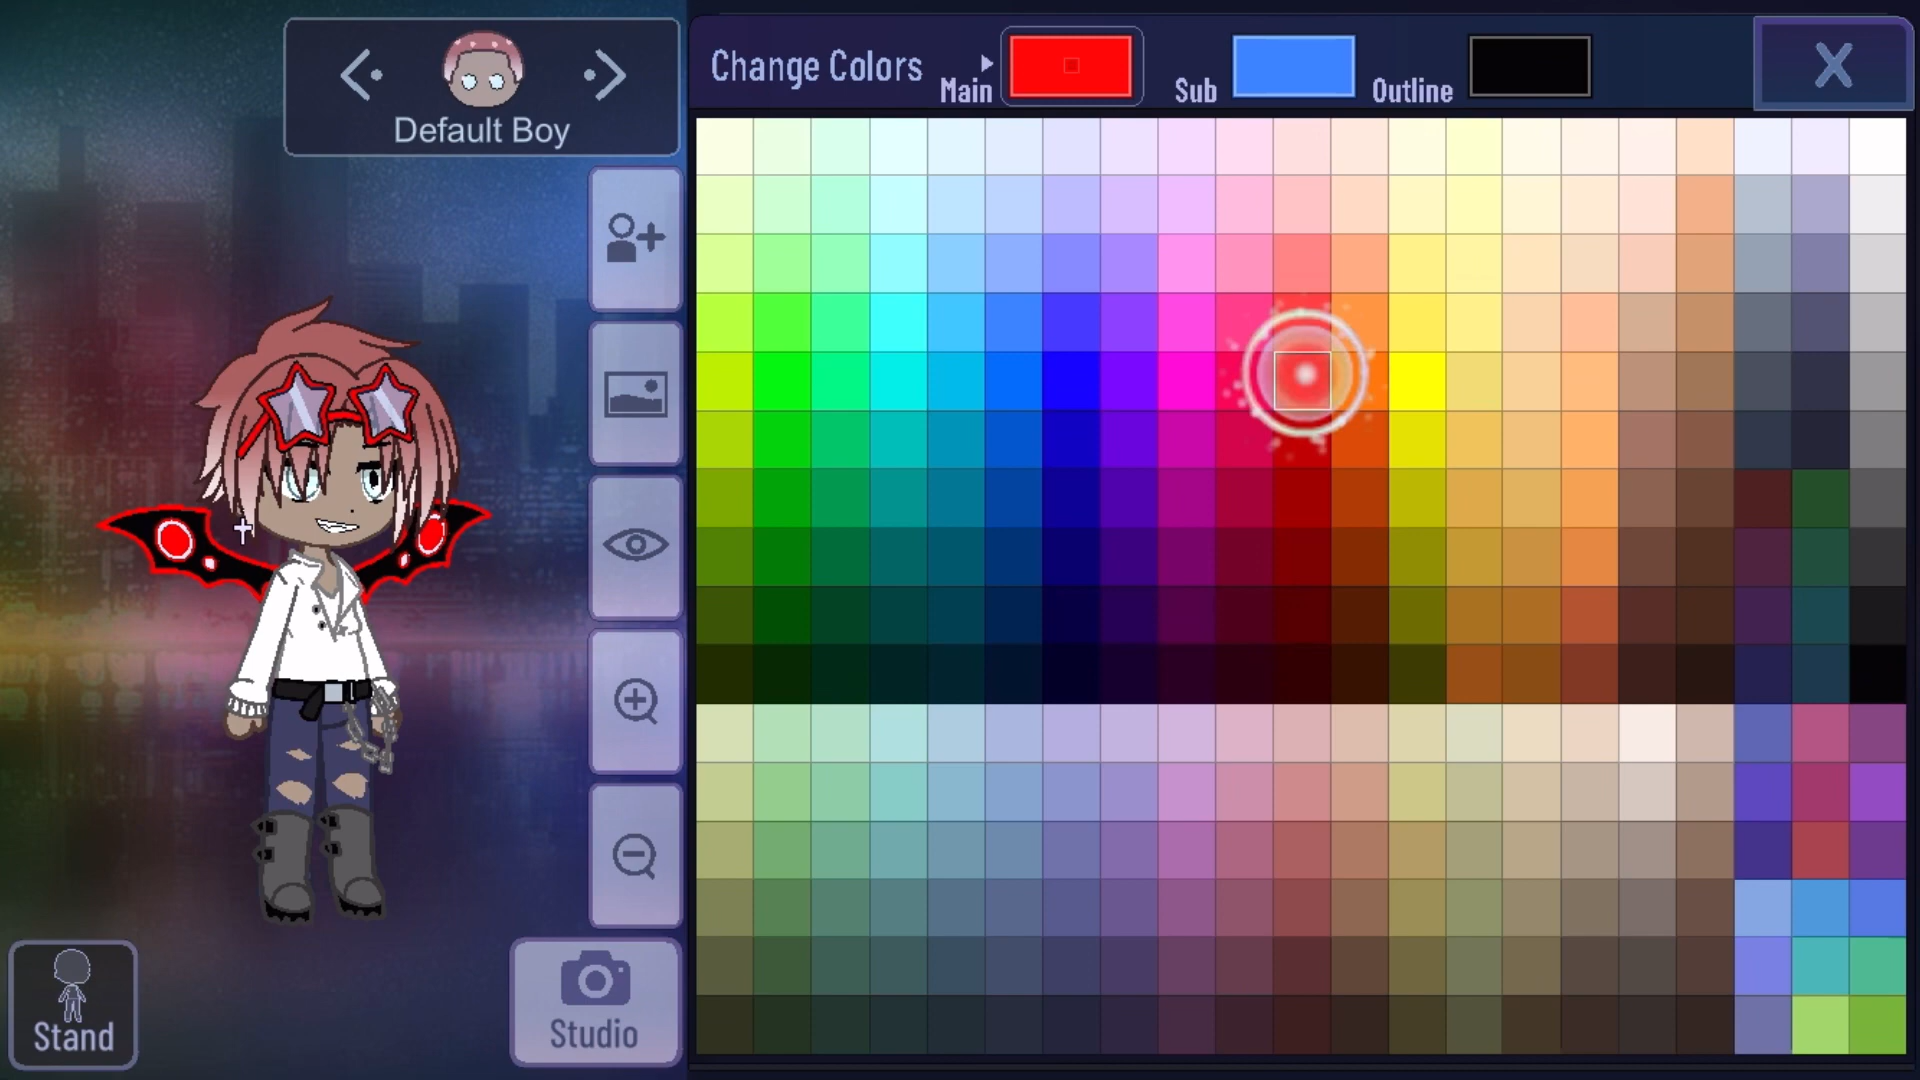 Default Boy
Change Colors
Main
Sub
Outline
X
Stand
Studio